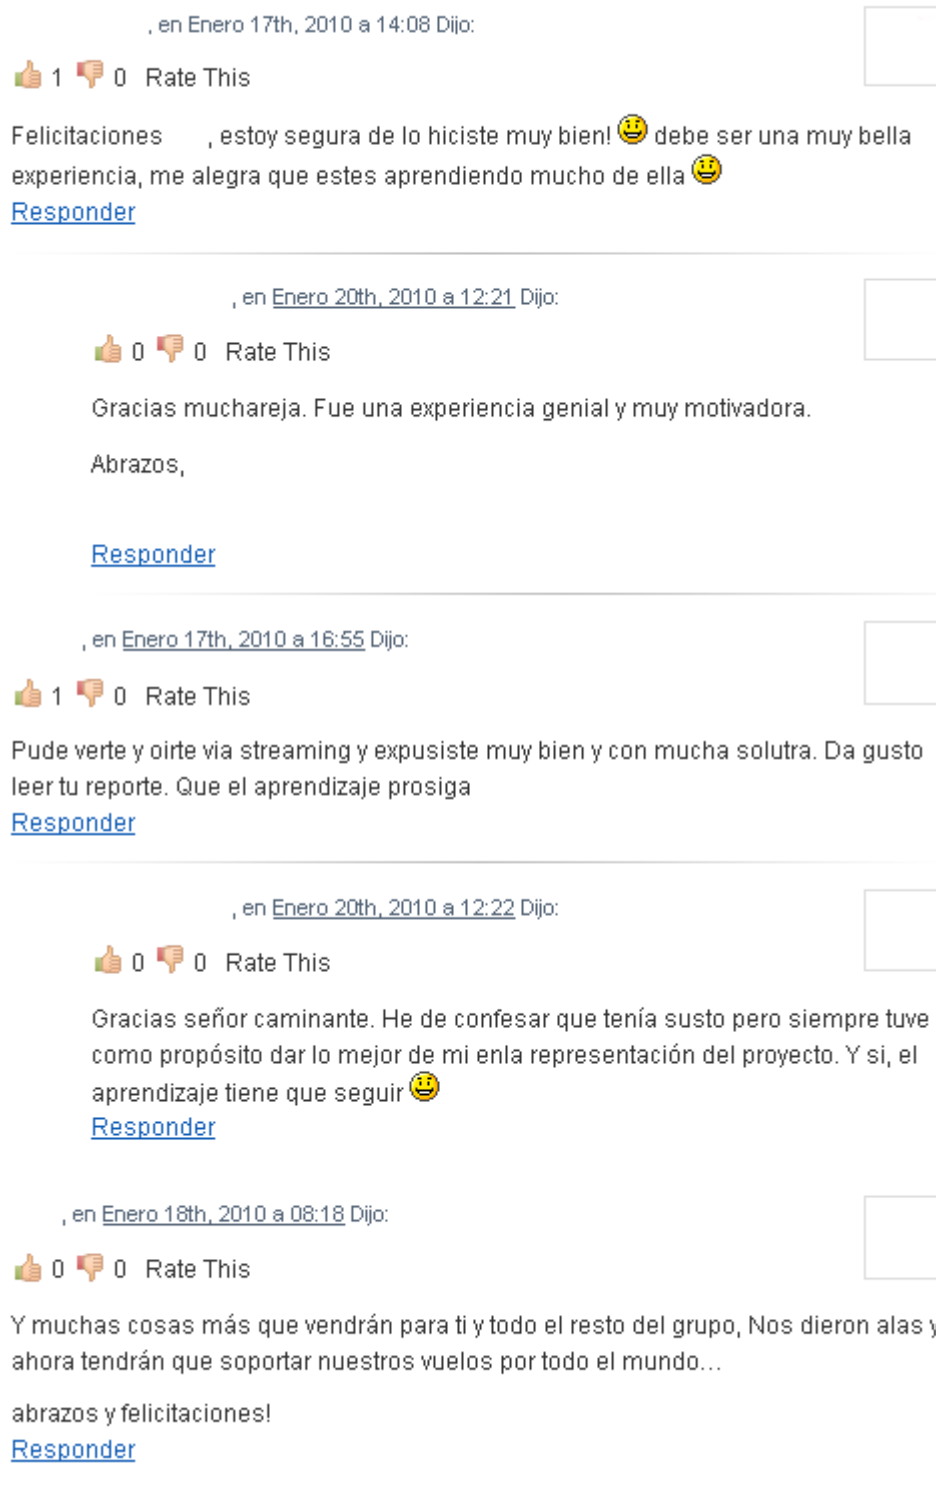 , en Enero 17th, 2010 a 14:08 Dijo:
1 0 Rate This
Felicitaciones , estoy segura de lo hiciste muy bien! debe ser una muy bella
experiencia, me alegra que estes aprendiendo mucho de ella
Responder
, en Enero 20th, 2010 a 12:21 Dijo:
0 0 Rate This
Gracias muchareja. Fue una experiencia genial y muy motivadora.
Abrazos,
Responder
, en Enero 17th, 2010 a 16:55 Dijo:
1 0 Rate This
Pude verte y oirte via streaming y expusiste muy bien y con mucha solutra. Da gusto
leer tu reporte. Que el aprendizaje prosiga
Responder
, en Enero 20th, 2010 a 12:22 Dijo:
0 0 Rate This
Gracias señor caminante. He de confesar que tenía susto pero siempre tuve
como propósito dar lo mejor de mi enla representación del proyecto. Y si, el
aprendizaje tiene que seguir
Responder
, en Enero 18th, 2010 a 08:18 Dijo:
0 0 Rate This
Y muchas cosas más que vendrán para ti y todo el resto del grupo, Nos dieron alas y
ahora tendrán que soportar nuestros vuelos por todo el mundo...
abrazos y felicitaciones!
Responder